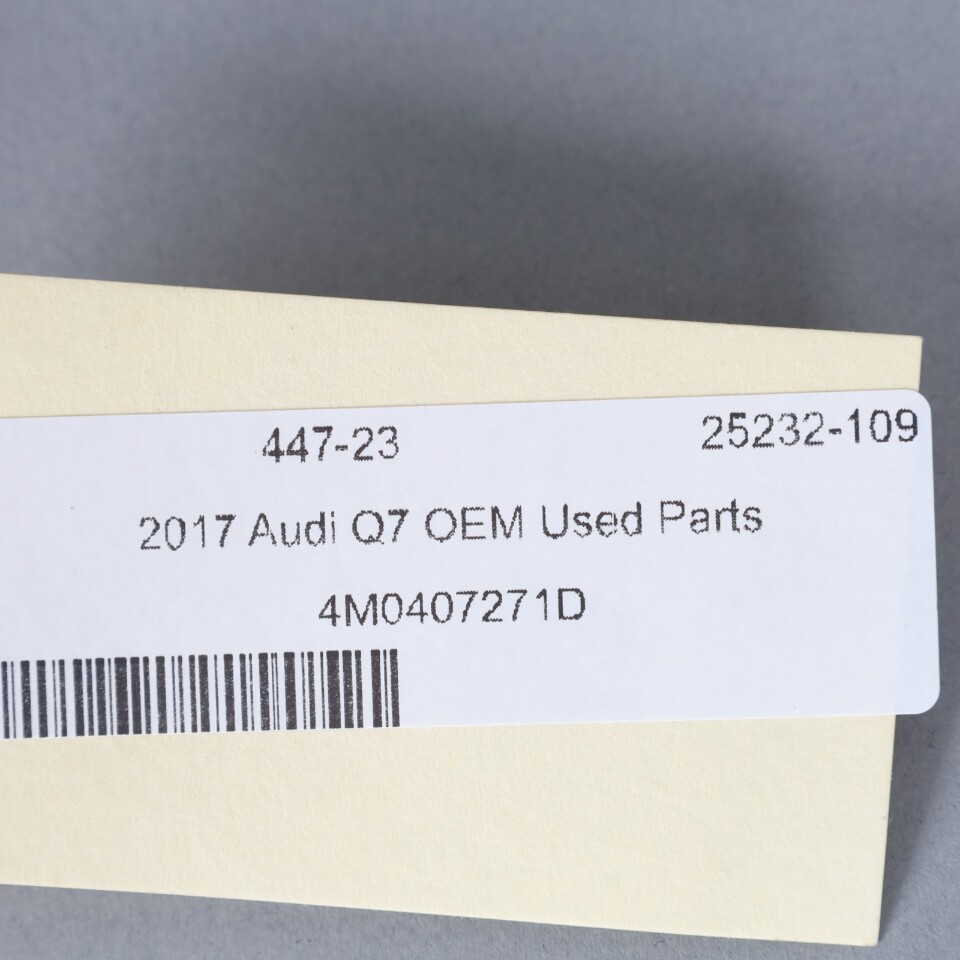 447-23 25232-109
2017 Audi Q7 OEM Used Parts
4M0407271D